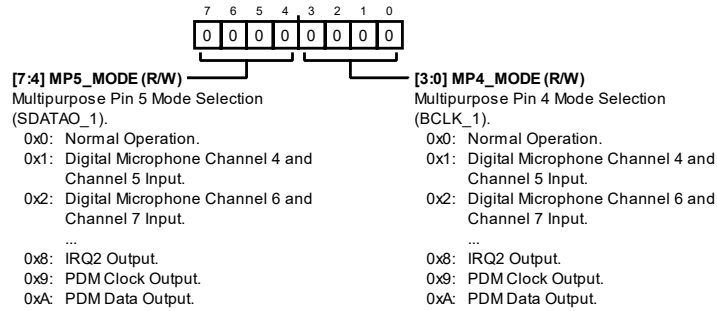 7 6 5 4 3 2 1 0
0 0 0 0 0 0 0 0
[7:4] MP5_MODE (R/W)
Multipurpose Pin 5 Mode Selection
(SDATAO_1).
0x0: Normal Operation.
0x1: Digital Microphone Channel 4 and
Channel 5 Input.
0x2: Digital Microphone Channel 6 and
Channel 7 Input.
...
0x8: IRQ2 Output.
0x9: PDM Clock Output.
0xA: PDM Data Output.
[3:0] MP4_MODE (R/W)
Multipurpose Pin 4 Mode Selection
(BCLK_1).
0x0: Normal Operation.
0x1: Digital Microphone Channel 4 and
Channel 5 Input.
0x2: Digital Microphone Channel 6 and
Channel 7 Input.
...
0x8: IRQ2 Output.
0x9: PDM Clock Output.
0xA: PDM Data Output.